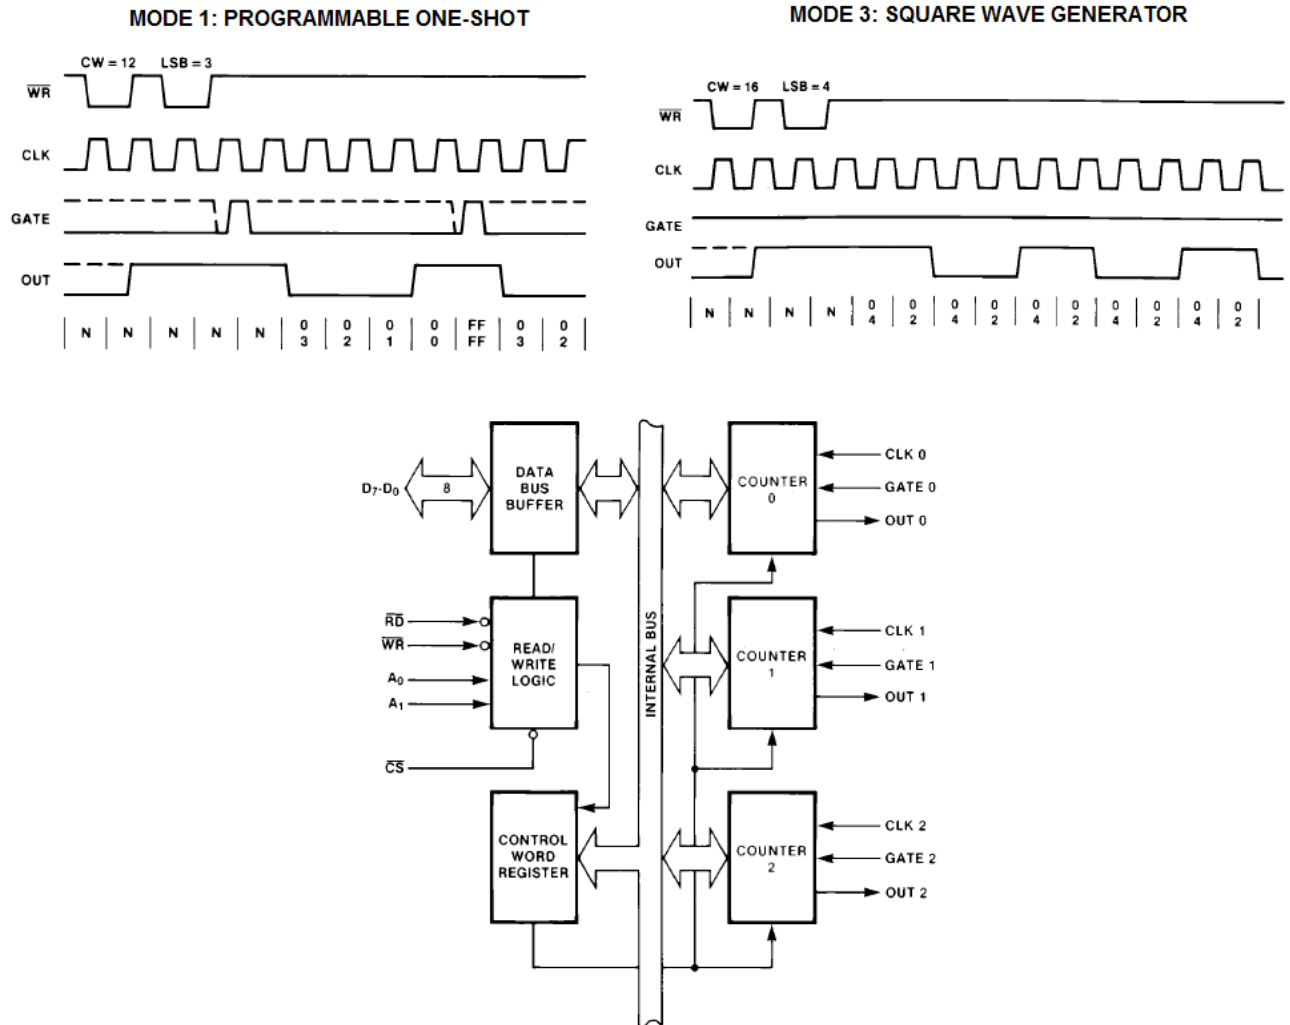 MODE 1: PROGRAMMABLE ONE-SHOT
CW = 12 LSB = 3
WR
CLK
GATE
OUT
N N N N N 0 0 0 0 FF 0 0
3 2 1 0 FF 3 2
MODE 3: SQUARE WAVE GENERATOR
CW = 16 LSB = 4
WR
CLK
GATE
OUT
N N N N 0 0 0 0 0 0 0 0 0 0
4 2 4 2 4 2 4 2 4 2
D7-D0
8
DATA
BUS
BUFFER
RD
WR
A0
A1
CS
READ/
WRITE
LOGIC
CONTROL
WORD
REGISTER
INTERNAL BUS
COUNTER
0
CLK 0
GATE 0
OUT 0
COUNTER
1
CLK 1
GATE 1
OUT 1
COUNTER
2
CLK 2
GATE 2
OUT 2